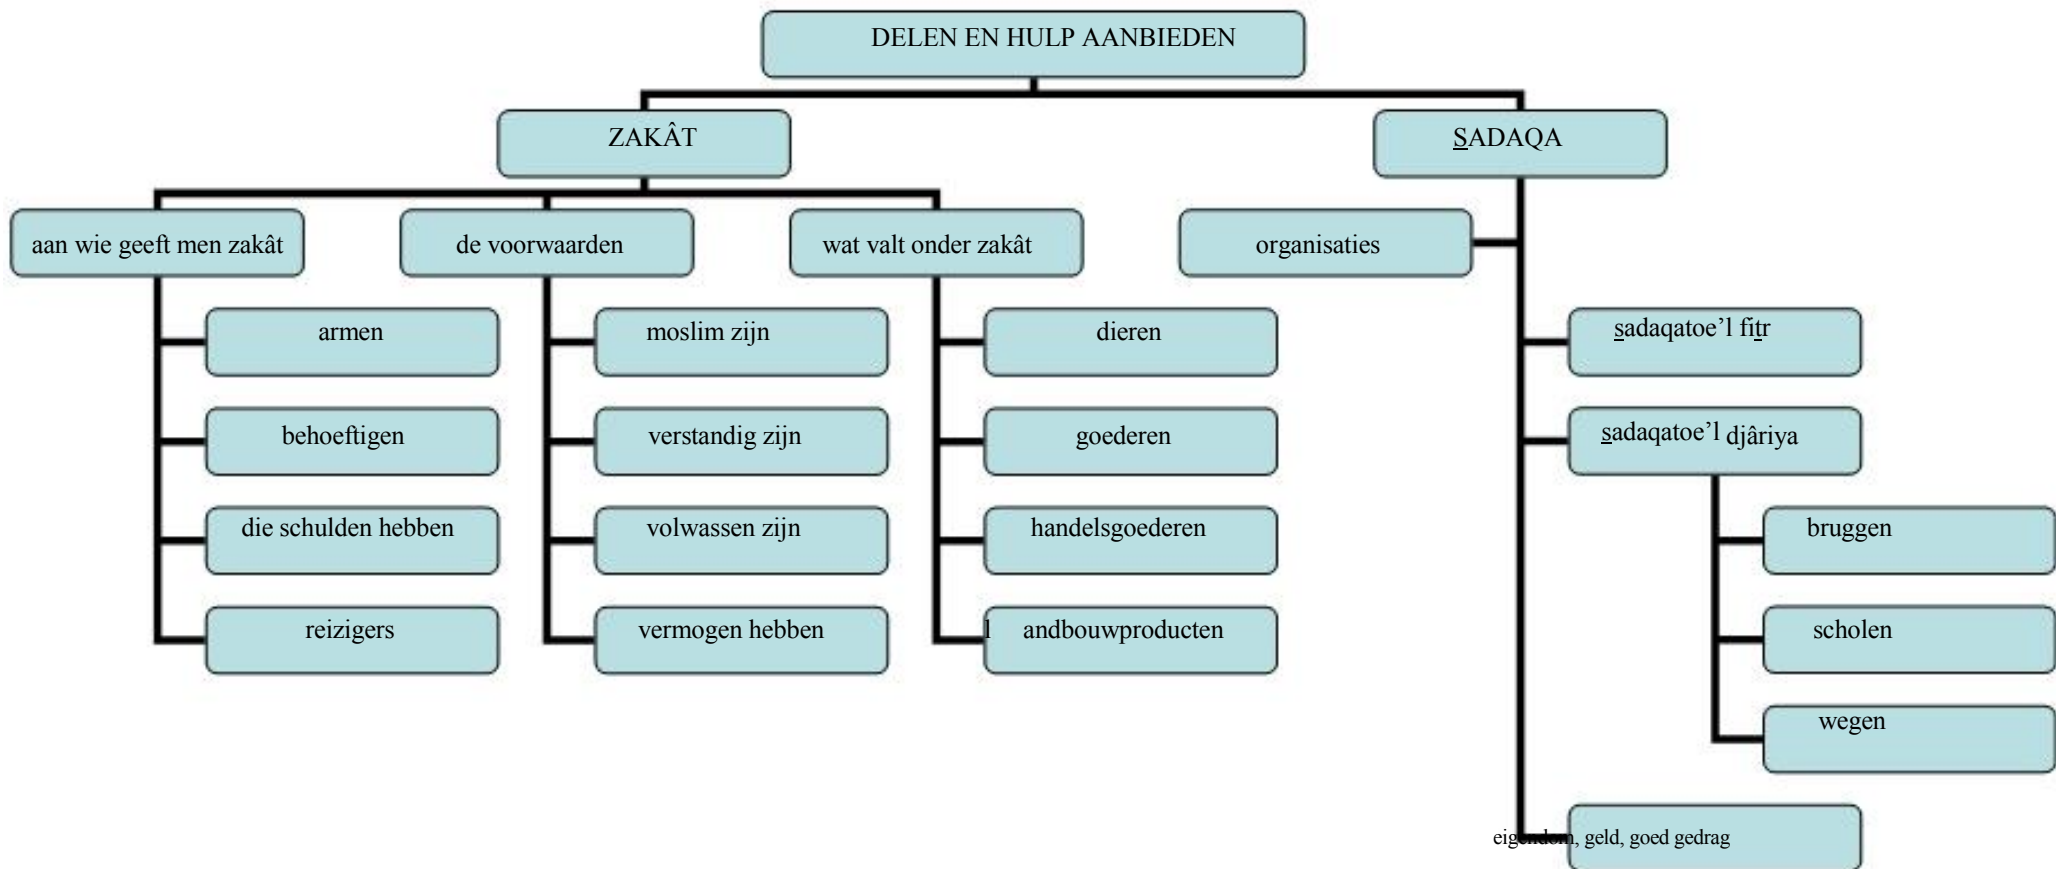 DELEN EN HULP AANBIEDEN
ZAKÂT
SADAQA
aan wie geeft men zakât
de voorwaarden
wat valt onder zakât
organisaties
armen
moslim zijn
dieren
sadaqatoe’l fitr
behoeftigen
verstandig zijn
goederen
sadaqatoe’l djâriya
die schulden hebben
volwassen zijn
handelsgoederen
bruggen
reizigers
vermogen hebben
landbouwproducten
scholen
wegen
eigendom, geld, goed gedrag